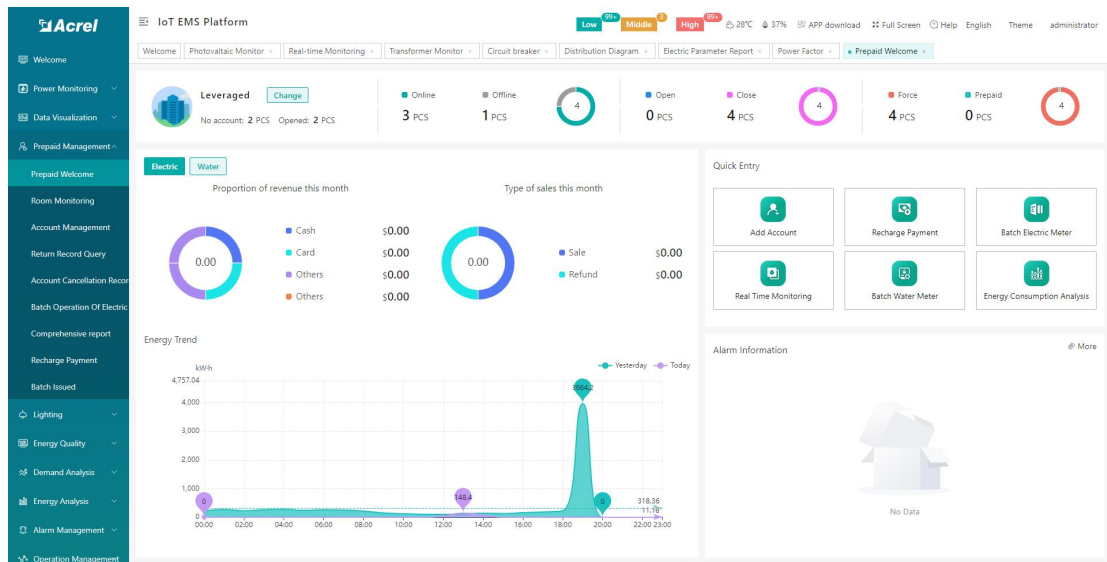 Acrel
IoT EMS Platform
Low 99+ Middle 3 High 99+ 28℃ 37% APP download Full Screen Help English Theme administrator
Welcome Photovoltaic Monitor × Real-time Monitoring × Transformer Monitor × Circuit breaker × Distribution Diagram × Electric Parameter Report × Power Factor × Prepaid Welcome ×
Welcome
Power Monitoring
Data Visualization
Prepaid Management
Prepaid Welcome
Room Monitoring
Account Management
Return Record Query
Account Cancellation Recor
Batch Operation Of Electric
Comprehensive report
Recharge Payment
Batch Issued
Lighting
Energy Quality
Demand Analysis
Energy Analysis
Alarm Management
Operation Management
Leveraged Change
No account: 2 PCS Opened: 2 PCS
Online Offline
3 PCS 1 PCS 4
Open Close
0 PCS 4 PCS 4
Force Prepaid
4 PCS 0 PCS 4
Electric Water
Proportion of revenue this month
0.00
Cash $0.00
Card $0.00
Others $0.00
Others $0.00
Type of sales this month
0.00
Sale $0.00
Refund $0.00
Quick Entry
Add Account Recharge Payment Batch Electric Meter
Real Time Monitoring Batch Water Meter Energy Consumption Analysis
Energy Trend
Yesterday Today
kW·h
4,757.04
4,000
3,000
2,000
1,000
0
3964.2
0 148.4 0
318.36
11.18
00:00 02:00 04:00 06:00 08:00 10:00 12:00 14:00 16:00 18:00 20:00 22:00 23:00
Alarm Information More
No Data